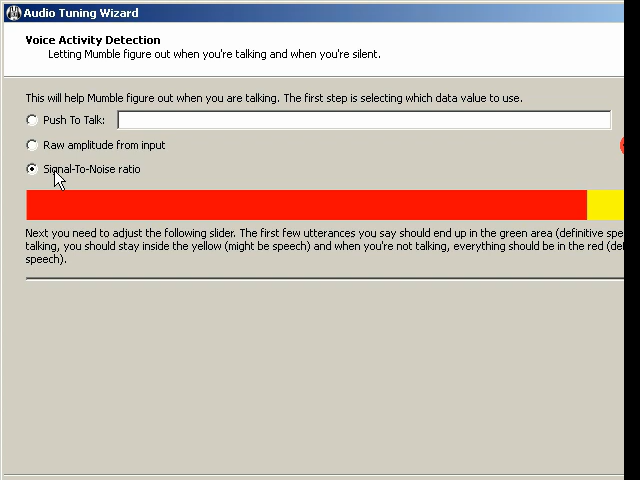 Audio Tuning Wizard
Voice Activity Detection
Letting Mumble figure out when you're talking and when you're silent.
This will help Mumble figure out when you are talking. The first step is selecting which data value to use.
Push To Talk:
Raw amplitude from input
Signal-To-Noise ratio
Next you need to adjust the following slider. The first few utterances you say should end up in the green area (definitive spe
talking, you should stay inside the yellow (might be speech) and when you're not talking, everything should be in the red (de
speech).